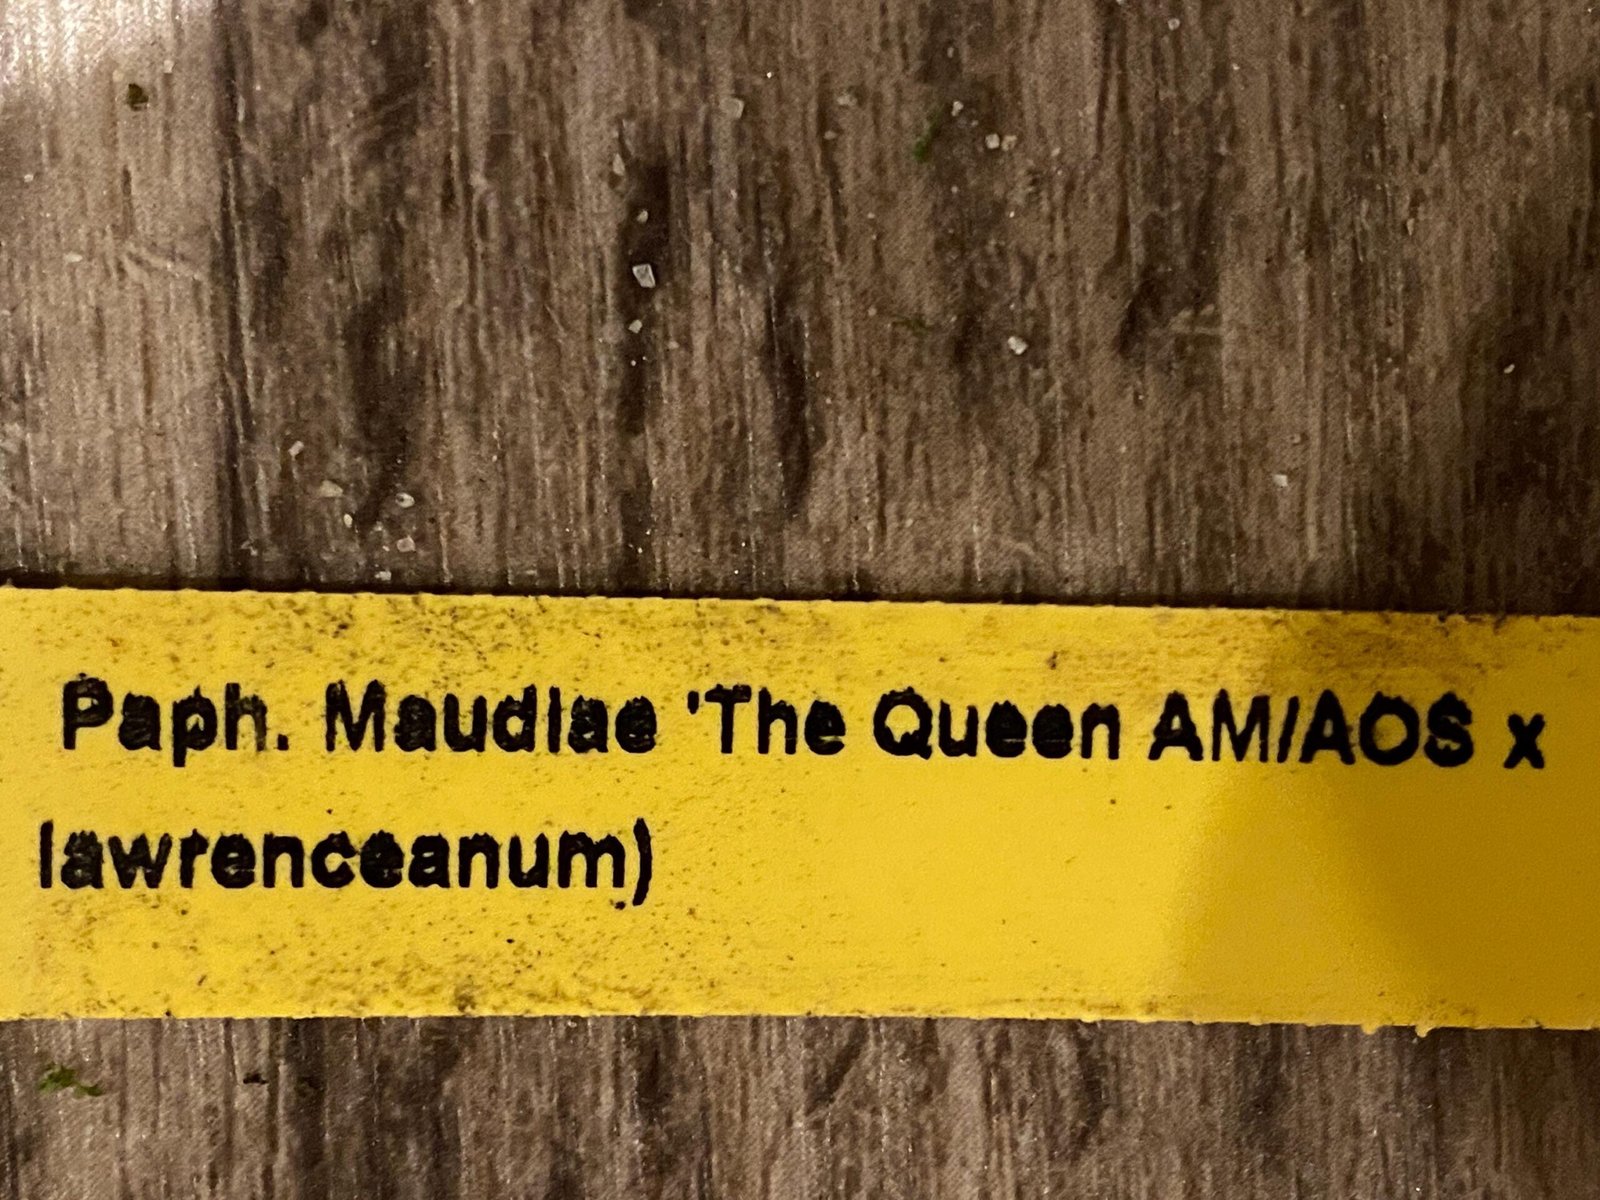 Paph. Maudiae 'The Queen AM/AOS x
lawrenceanum)